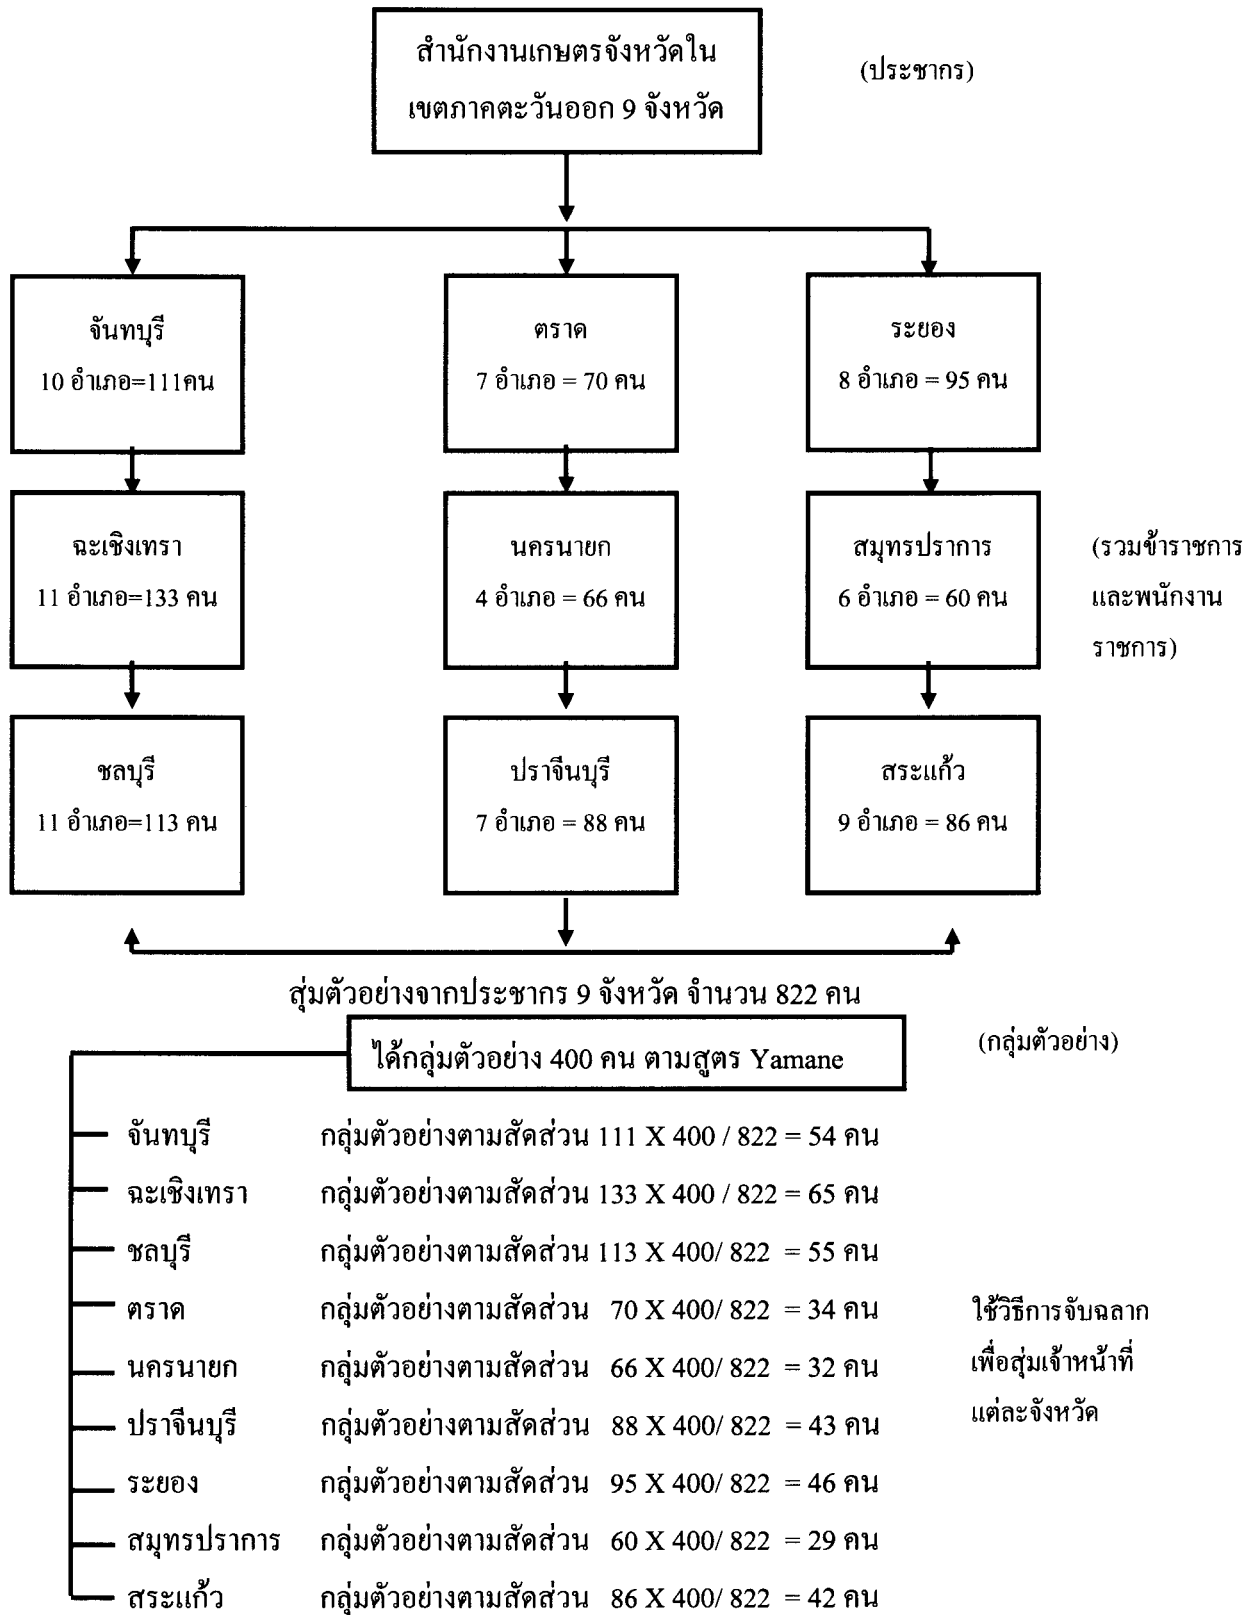 สำนักงานเกษตรจังหวัดใน
เขตภาคตะวันออก 9 จังหวัด
(ประชากร)
จันทบุรี
10 อำเภอ=111คน
ตราด
7 อำเภอ = 70 คน
ระยอง
8 อำเภอ = 95 คน
ฉะเชิงเทรา
11 อำเภอ=133 คน
นครนายก
4 อำเภอ = 66 คน
สมุทรปราการ
6 อำเภอ = 60 คน
(รวมข้าราชการ
และพนักงาน
ราชการ)
ชลบุรี
11 อำเภอ=113 คน
ปราจีนบุรี
7 อำเภอ = 88 คน
สระแก้ว
9 อำเภอ = 86 คน
สุ่มตัวอย่างจากประชากร 9 จังหวัด จำนวน 822 คน
ได้กลุ่มตัวอย่าง 400 คน ตามสูตร Yamane
(กลุ่มตัวอย่าง)
จันทบุรี กลุ่มตัวอย่างตามสัดส่วน 111 X 400 / 822 = 54 คน
ฉะเชิงเทรา กลุ่มตัวอย่างตามสัดส่วน 133 X 400 / 822 = 65 คน
ชลบุรี กลุ่มตัวอย่างตามสัดส่วน 113 X 400/ 822 = 55 คน
ตราด กลุ่มตัวอย่างตามสัดส่วน 70 X 400/ 822 = 34 คน
นครนายก กลุ่มตัวอย่างตามสัดส่วน 66 X 400/ 822 = 32 คน
ปราจีนบุรี กลุ่มตัวอย่างตามสัดส่วน 88 X 400/ 822 = 43 คน
ระยอง กลุ่มตัวอย่างตามสัดส่วน 95 X 400/ 822 = 46 คน
สมุทรปราการ กลุ่มตัวอย่างตามสัดส่วน 60 X 400/ 822 = 29 คน
สระแก้ว กลุ่มตัวอย่างตามสัดส่วน 86 X 400/ 822 = 42 คน
ใช้วิธีการจับฉลาก
เพื่อสุ่มเจ้าหน้าที่
แต่ละจังหวัด